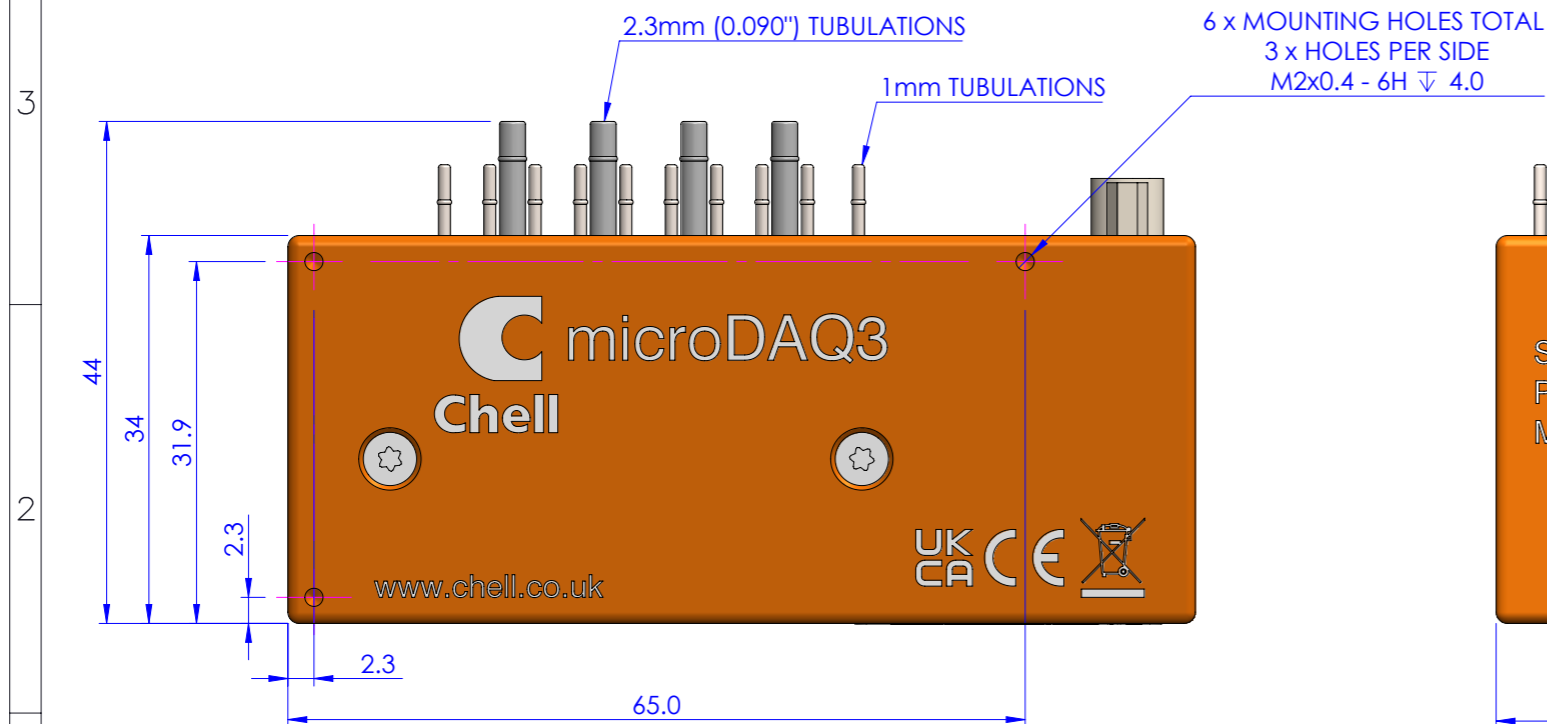 2.3mm (0.090") TUBULATIONS
6 x MOUNTING HOLES TOTAL
3 x HOLES PER SIDE
M2x0.4 - 6H ↧ 4.0
1mm TUBULATIONS
3
microDAQ3
Chell
44
34
31.9
2
2.3
UK
CA
CE
www.chell.co.uk
2.3
65.0
S
P
M